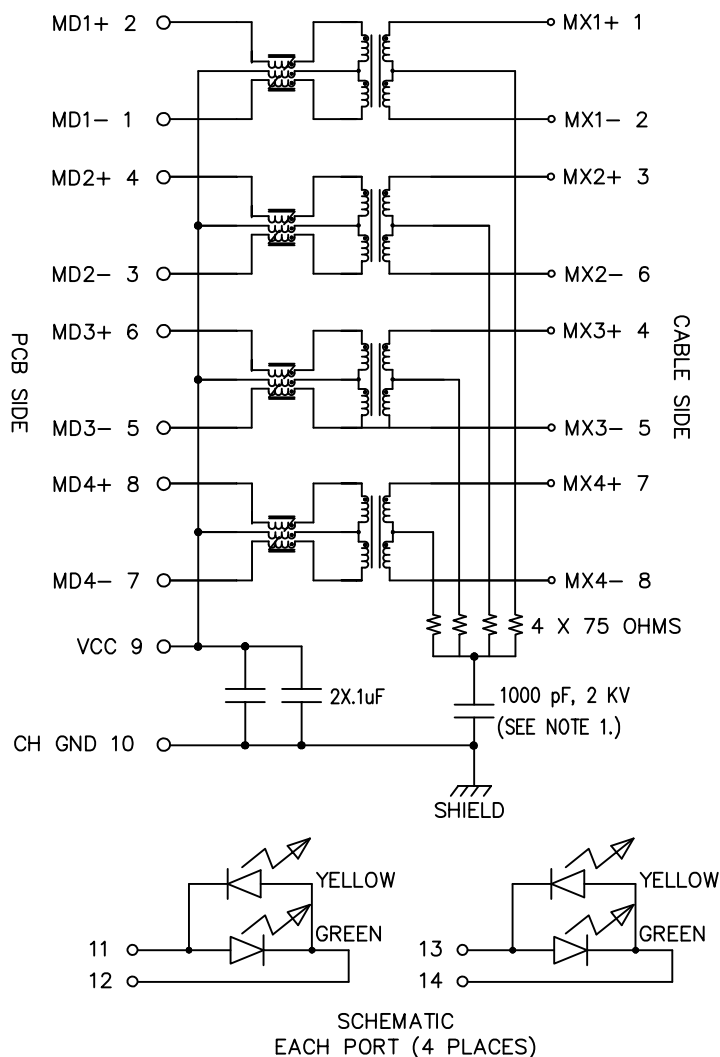 MD1+ 2
MX1+ 1
MD1- 1
MX1- 2
MD2+ 4
MX2+ 3
MD2- 3
MX2- 6
MD3+ 6
MX3+ 4
PCB SIDE
CABLE SIDE
MD3- 5
MX3- 5
MD4+ 8
MX4+ 7
MD4- 7
MX4- 8
4 X 75 OHMS
VCC 9
2X.1uF
1000 pF, 2 KV
(SEE NOTE 1.)
CH GND 10
SHIELD
YELLOW
YELLOW
GREEN
GREEN
11
13
12
14
SCHEMATIC
EACH PORT (4 PLACES)